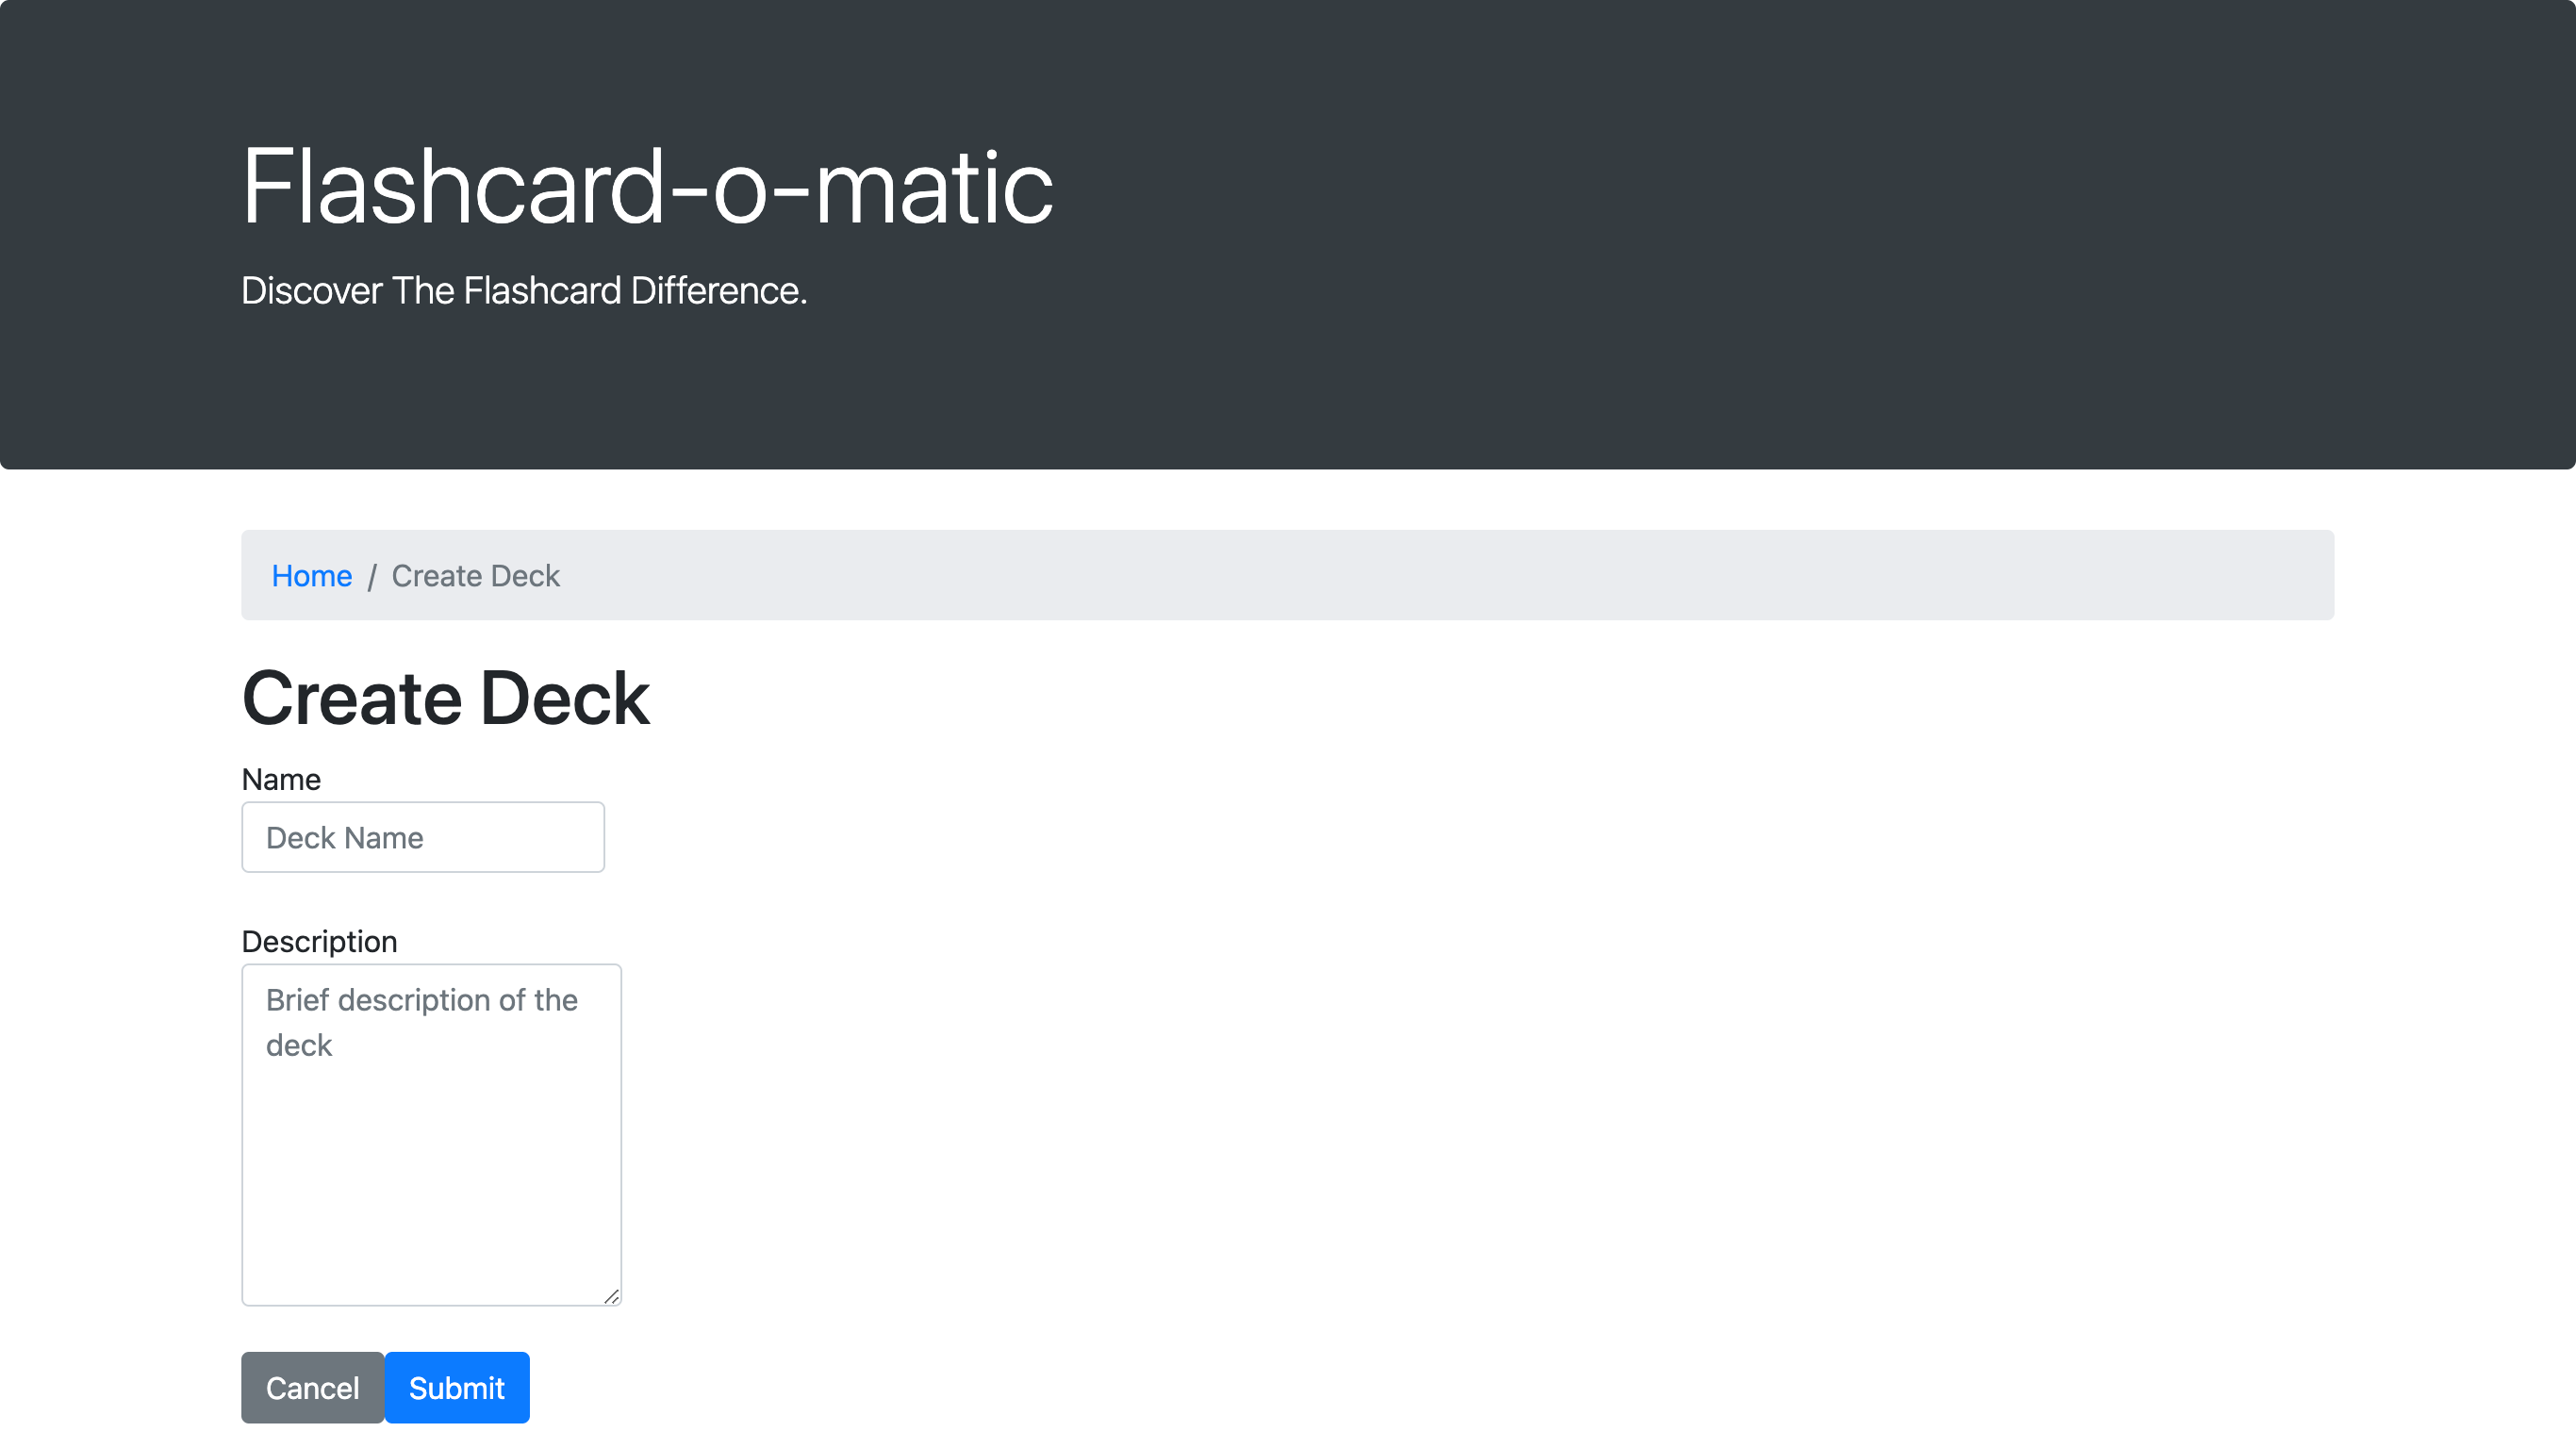 Flashcard-o-matic
Discover The Flashcard Difference.
Home / Create Deck
Create Deck
Name
Deck Name
Description
Brief description of the
deck
Cancel Submit